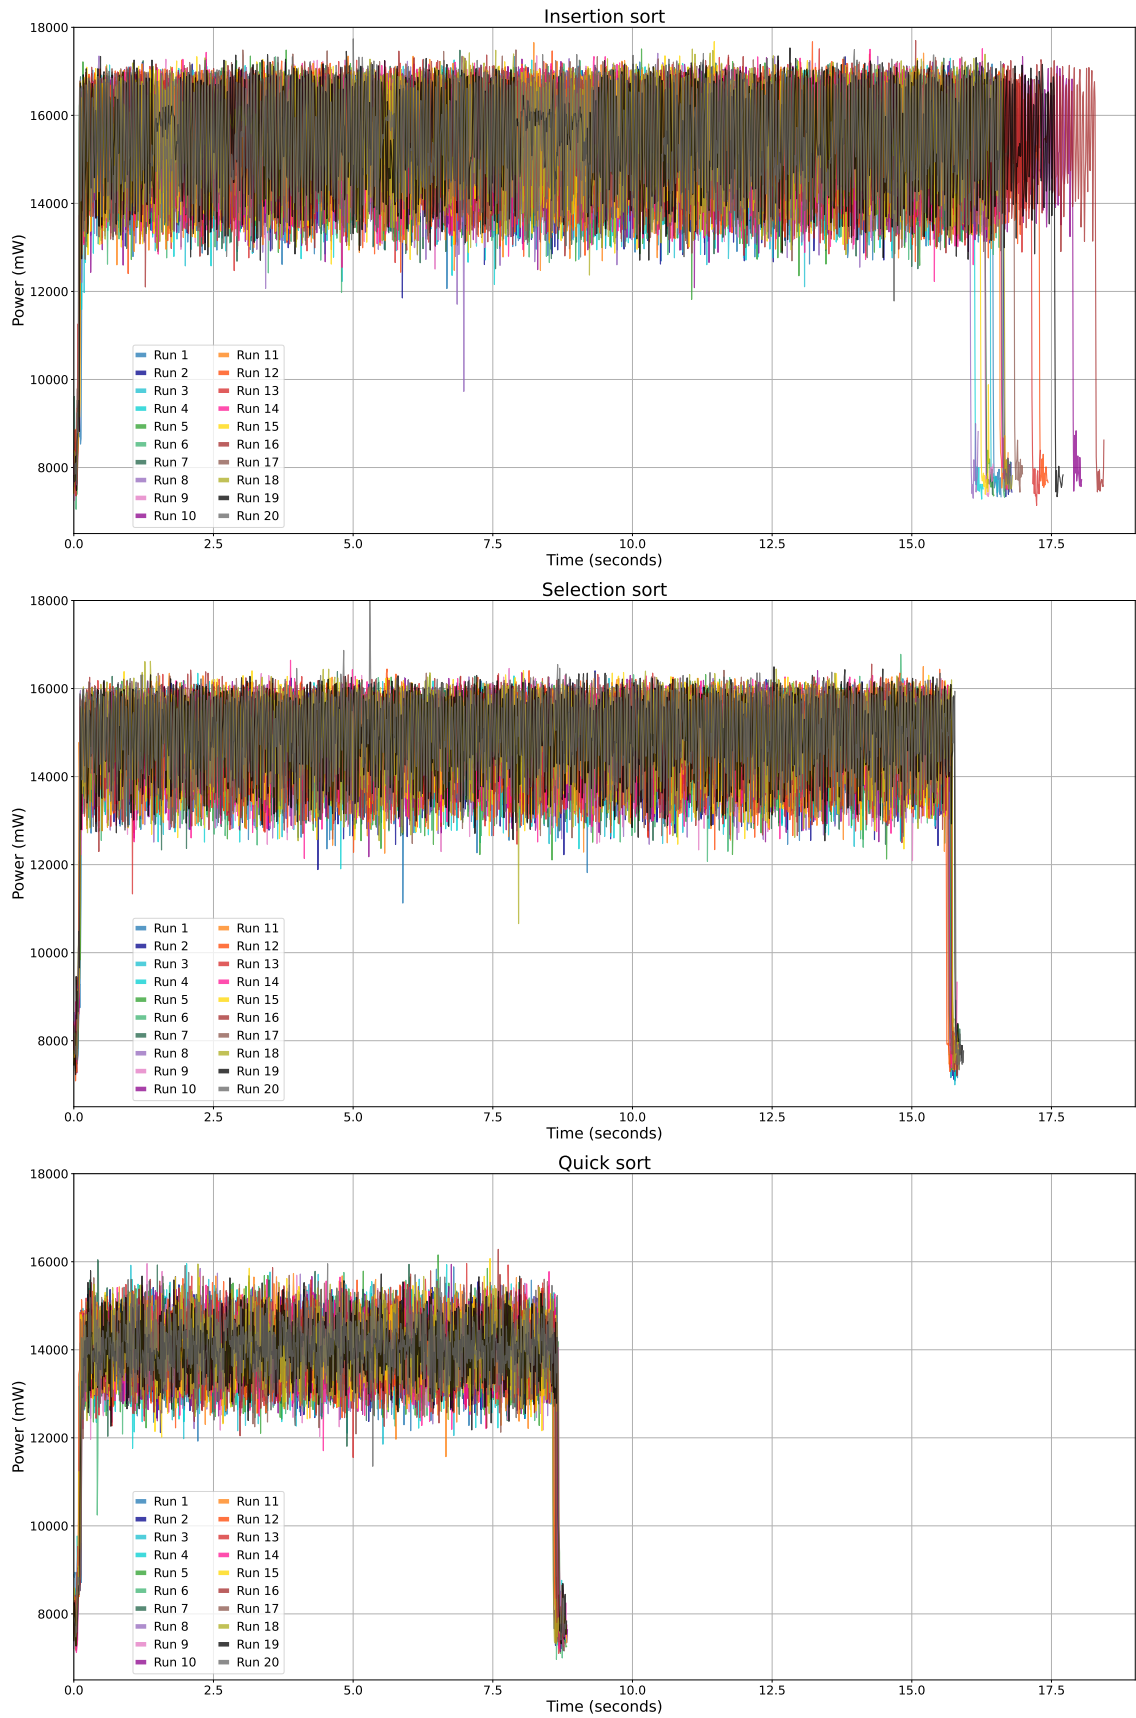 Insertion sort
18000
16000
14000
12000
10000
8000
Power (mW)
Run 1 Run 11
Run 2 Run 12
Run 3 Run 13
Run 4 Run 14
Run 5 Run 15
Run 6 Run 16
Run 7 Run 17
Run 8 Run 18
Run 9 Run 19
Run 10 Run 20
0.0 2.5 5.0 7.5 10.0 12.5 15.0 17.5
Time (seconds)
Selection sort
18000
16000
14000
12000
10000
8000
Power (mW)
Run 1 Run 11
Run 2 Run 12
Run 3 Run 13
Run 4 Run 14
Run 5 Run 15
Run 6 Run 16
Run 7 Run 17
Run 8 Run 18
Run 9 Run 19
Run 10 Run 20
0.0 2.5 5.0 7.5 10.0 12.5 15.0 17.5
Time (seconds)
Quick sort
18000
16000
14000
12000
10000
8000
Power (mW)
Run 1 Run 11
Run 2 Run 12
Run 3 Run 13
Run 4 Run 14
Run 5 Run 15
Run 6 Run 16
Run 7 Run 17
Run 8 Run 18
Run 9 Run 19
Run 10 Run 20
0.0 2.5 5.0 7.5 10.0 12.5 15.0 17.5
Time (seconds)